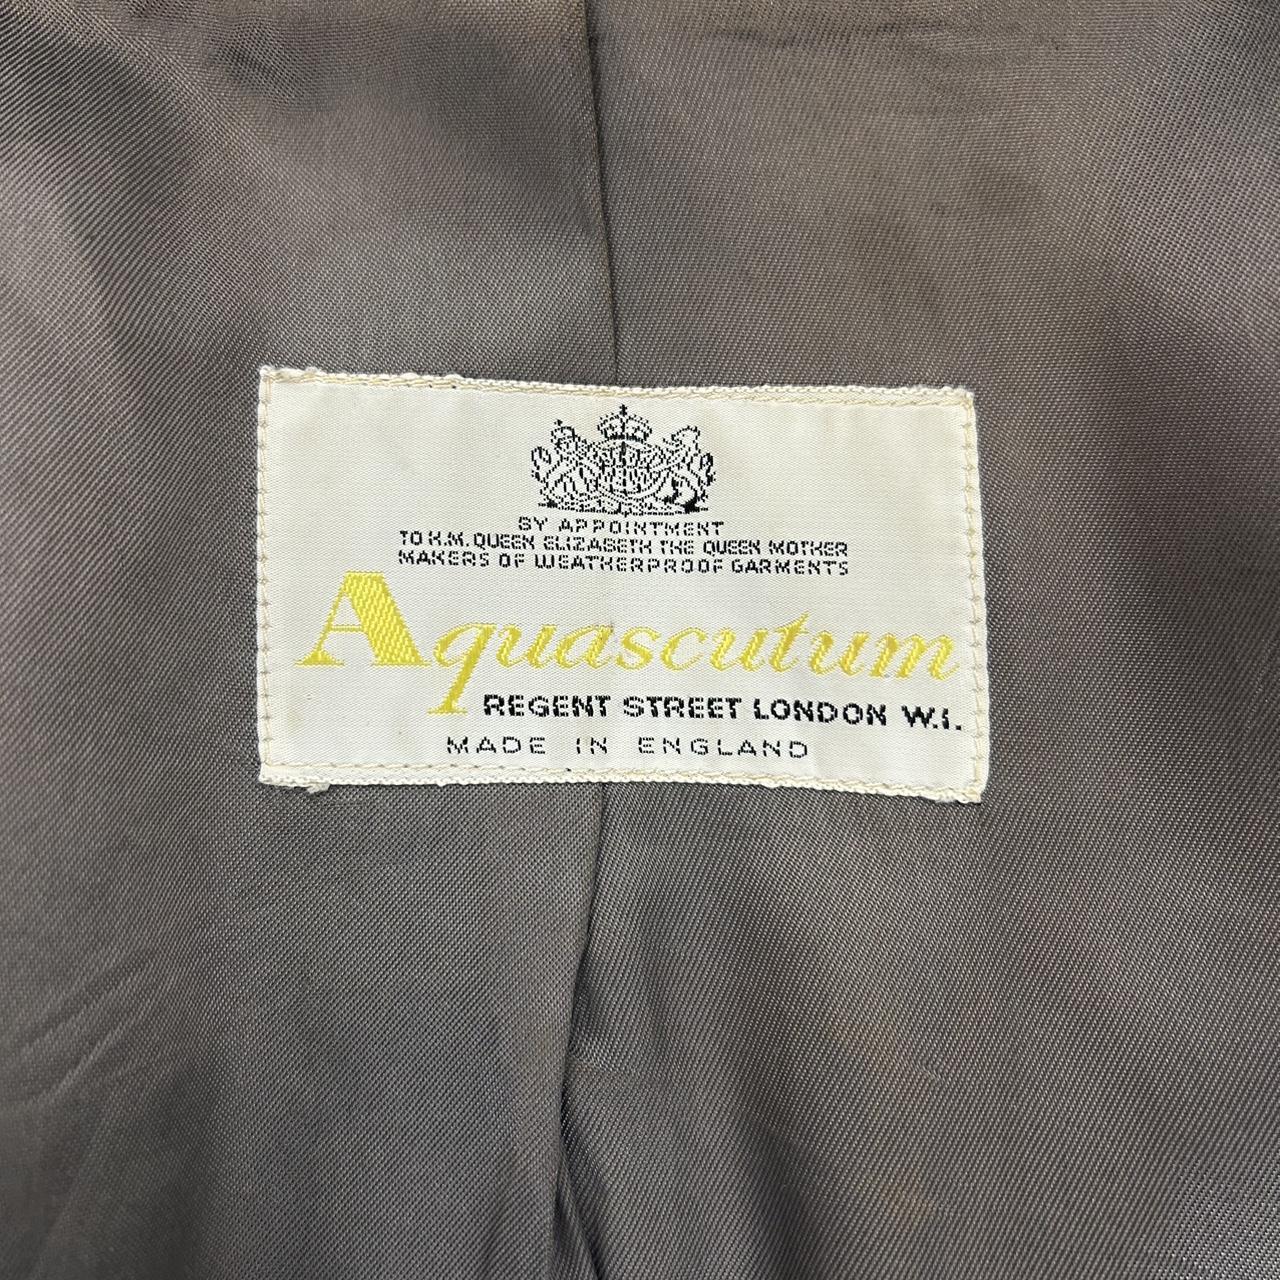 BY APPOINTMENT
TO H.M. QUEEN ELIZABETH THE QUEEN MOTHER
MAKERS OF WEATHERPROOF GARMENTS
Aquascutum
REGENT STREET LONDON W.1.
MADE IN ENGLAND